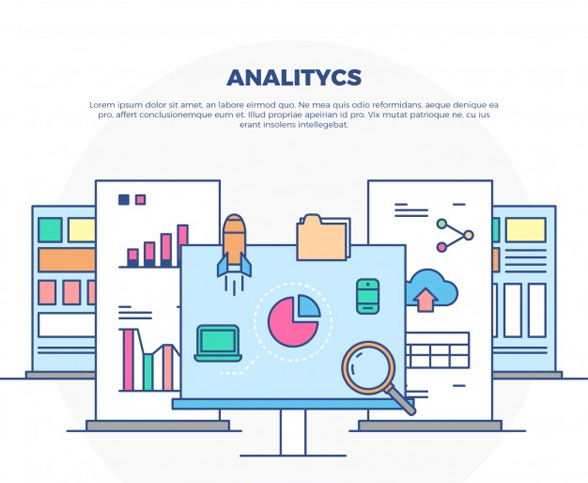 ANALITYCS
Lorem ipsum dolor sit amet, an labore eirmod quo. Ne mea quis odio reformidans, aeque denique ea
pro, affert conclusionemque eum et. Illud propriae apeirian id pro. Vix mutat patrioque ne, cu ius
erant insolens intellegebat.